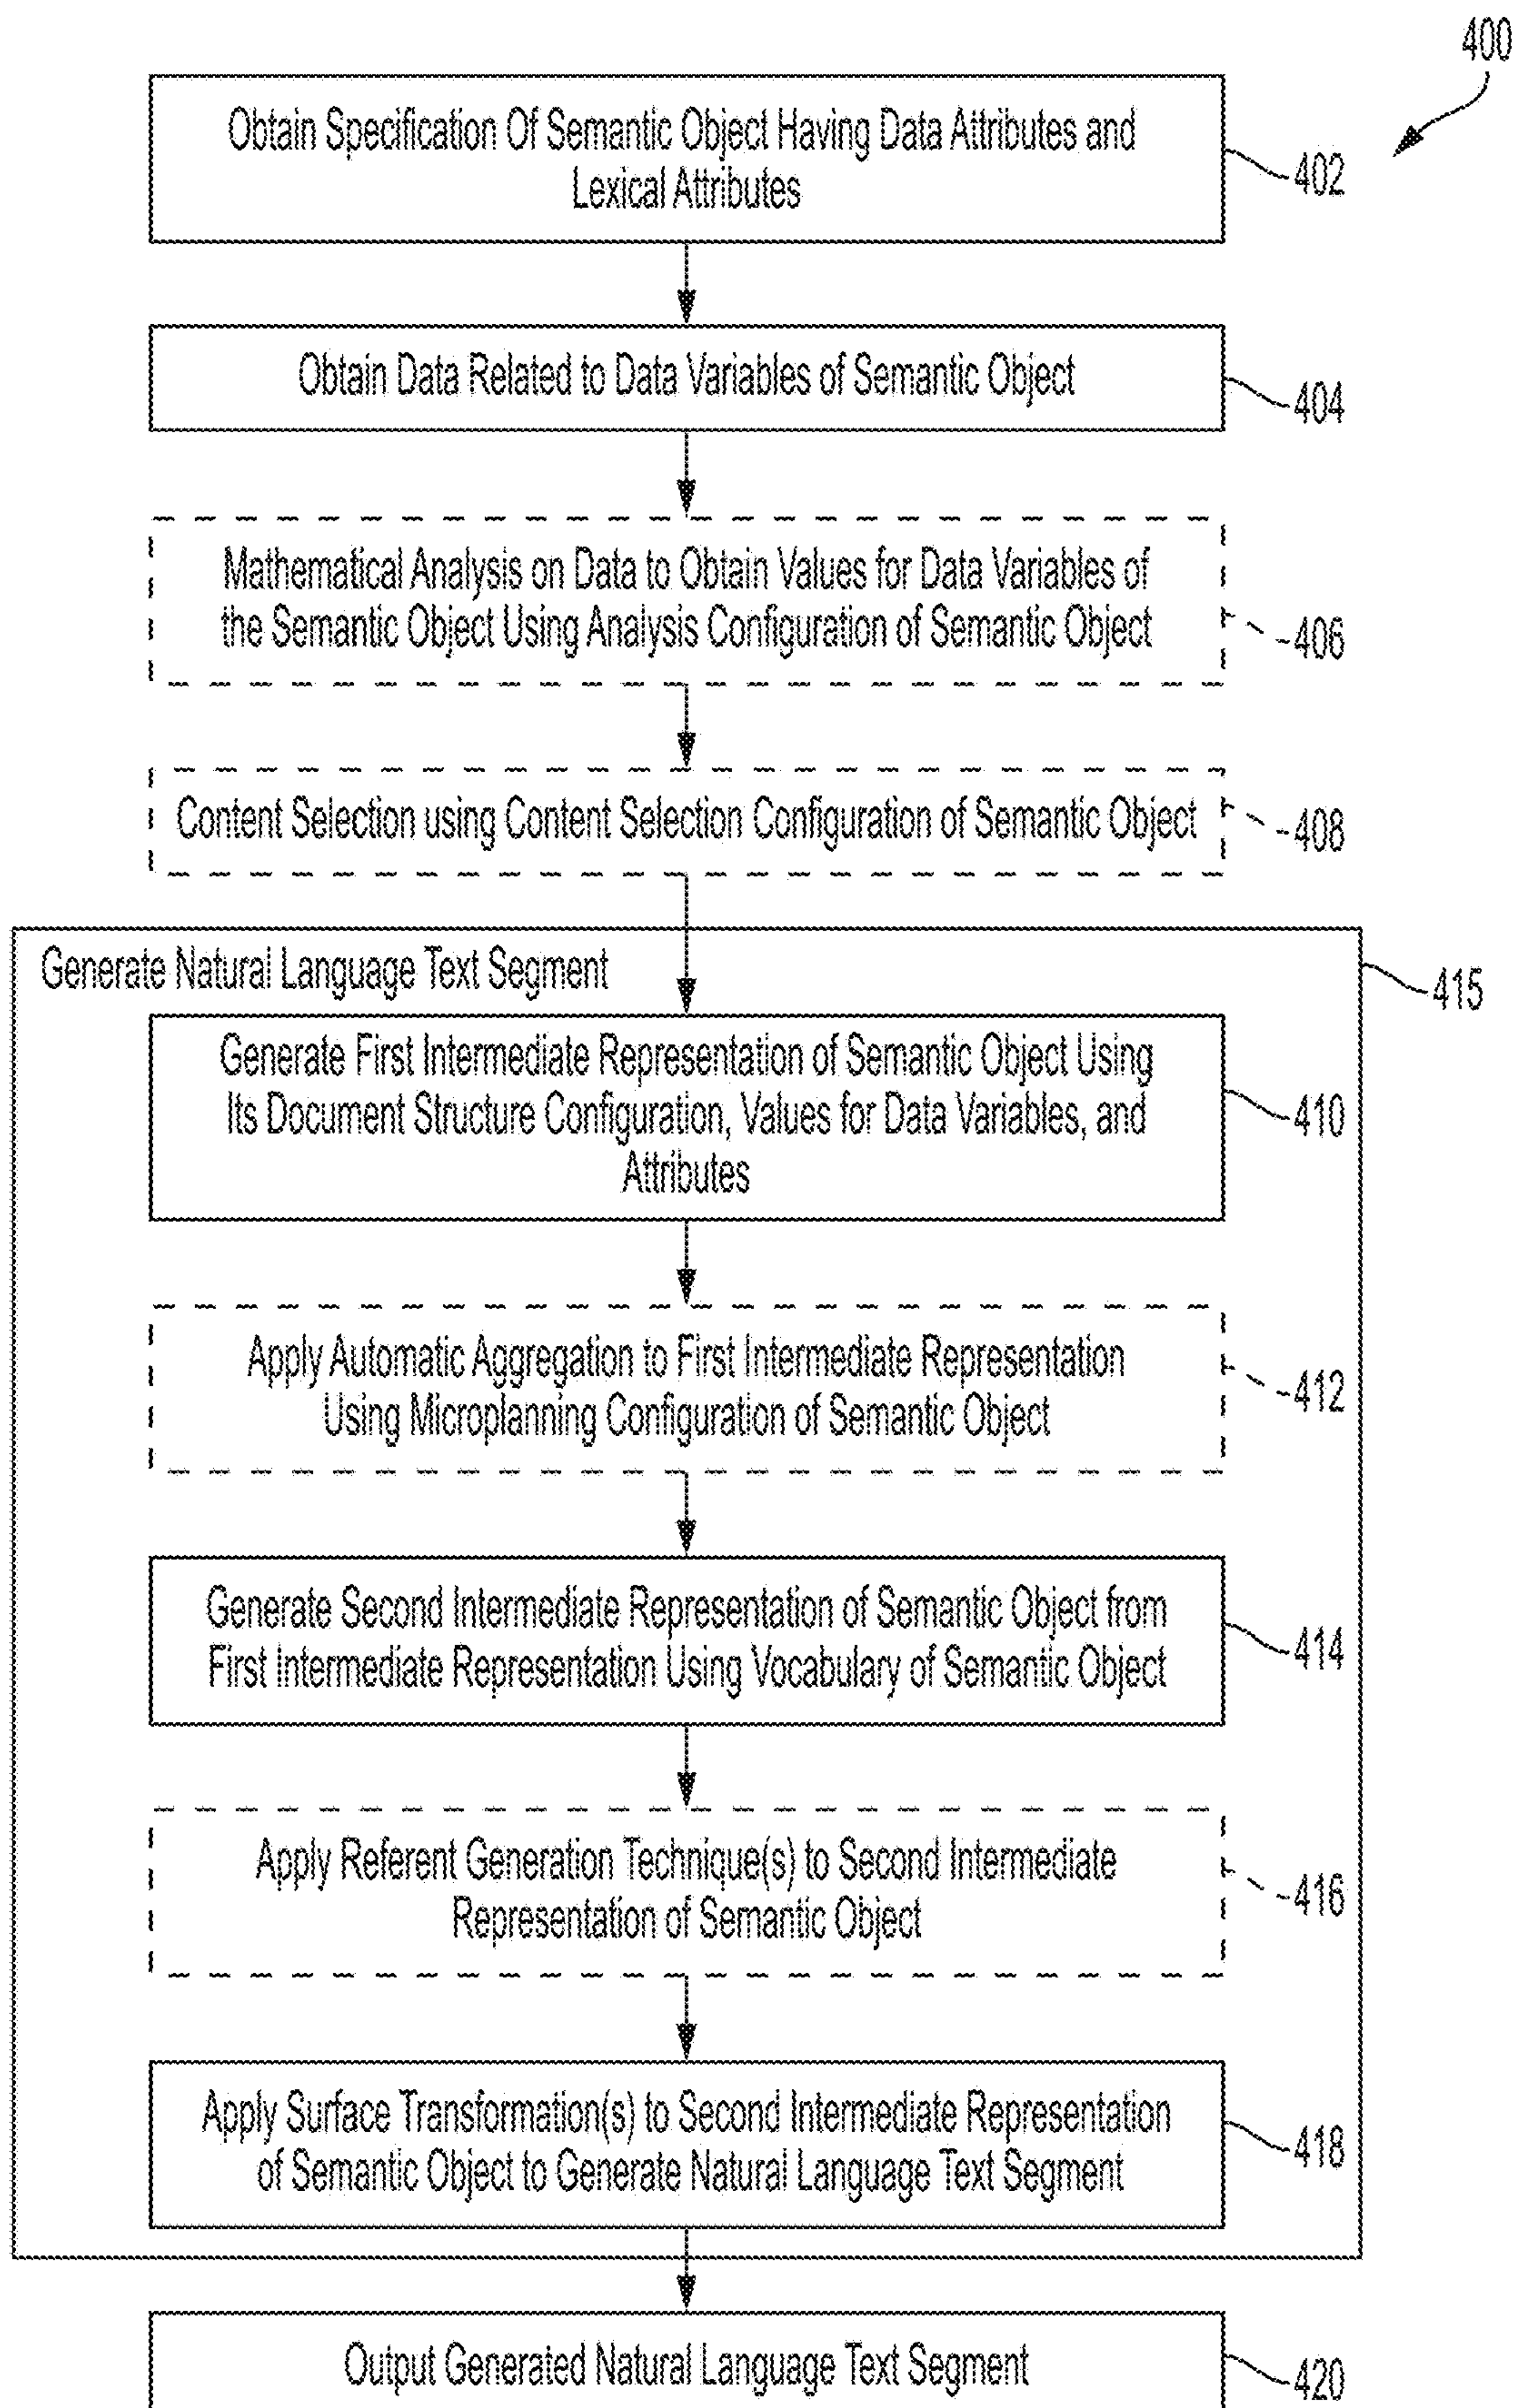 400
Obtain Specification Of Semantic Object Having Data Attributes and
Lexical Attributes
402
Obtain Data Related to Data Variables of Semantic Object
404
Mathematical Analysis on Data to Obtain Values for Data Variables of
the Semantic Object Using Analysis Configuration of Semantic Object
406
Content Selection using Content Selection Configuration of Semantic Object
408
Generate Natural Language Text Segment
415
Generate First Intermediate Representation of Semantic Object Using
Its Document Structure Configuration, Values for Data Variables, and
Attributes
410
Apply Automatic Aggregation to First Intermediate Representation
Using Microplanning Configuration of Semantic Object
412
Generate Second Intermediate Representation of Semantic Object from
First Intermediate Representation Using Vocabulary of Semantic Object
414
Apply Referent Generation Technique(s) to Second Intermediate
Representation of Semantic Object
416
Apply Surface Transformation(s) to Second Intermediate Representation
of Semantic Object to Generate Natural Language Text Segment
418
Output Generated Natural Language Text Segment
420